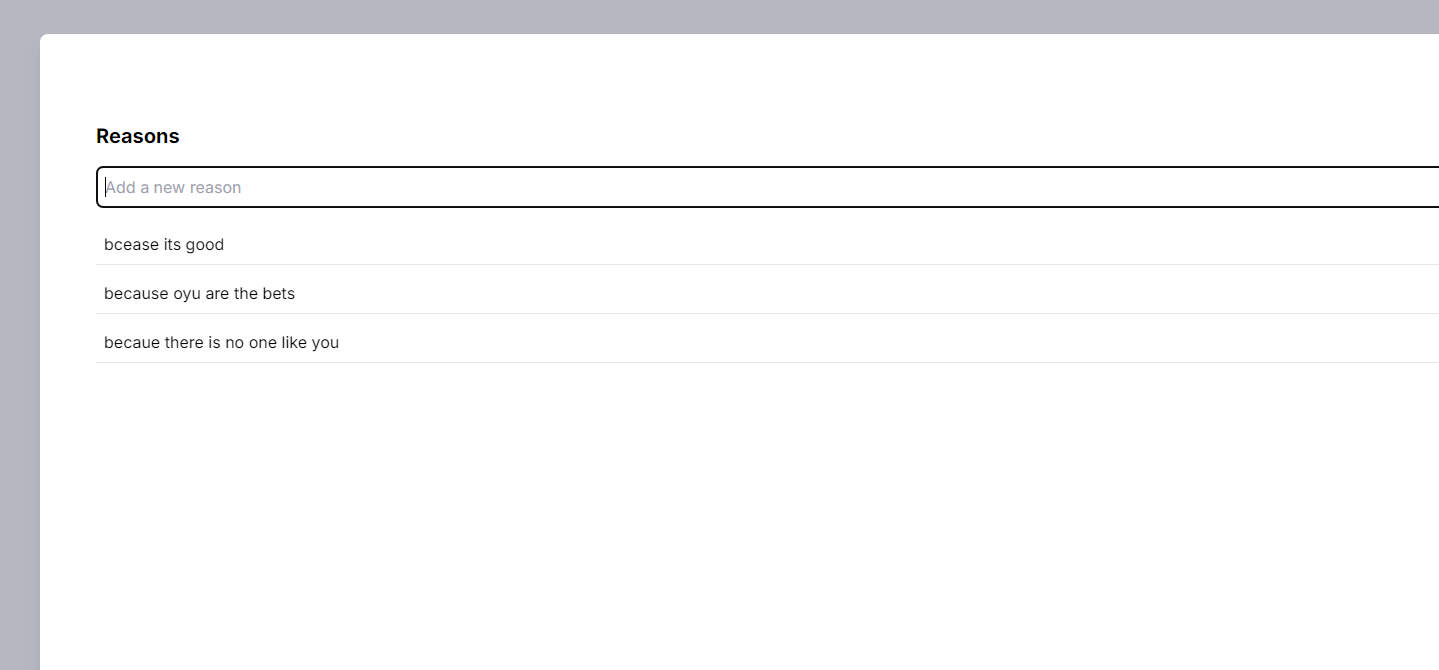 Reasons
Add a new reason
bcease its good
because oyu are the bets
becaue there is no one like you